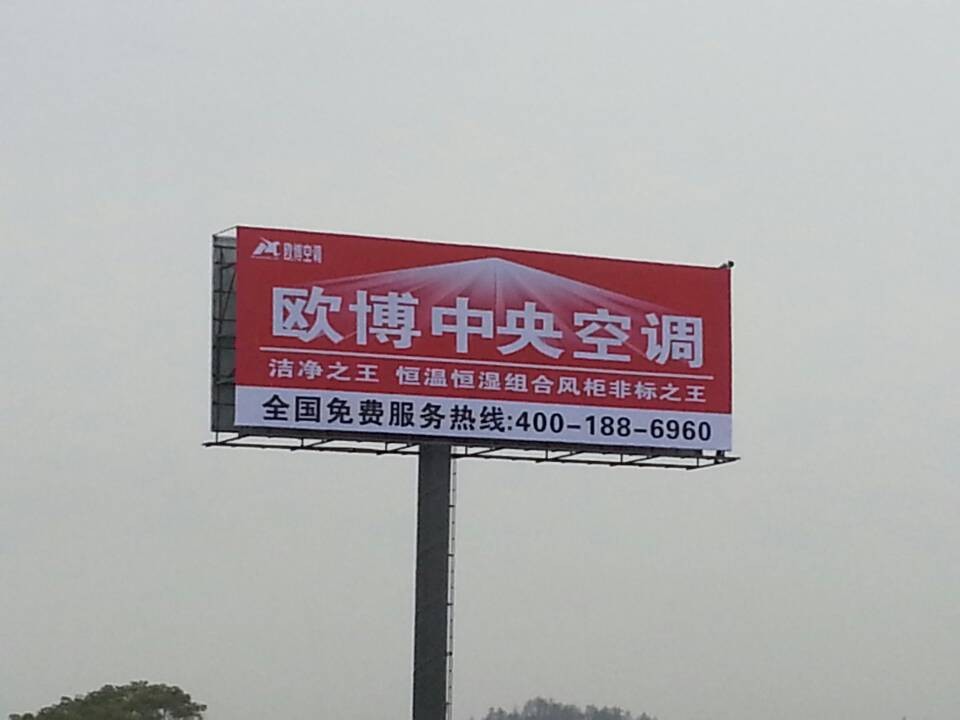 欧博空调
欧博中央空调
洁净之王 恒温恒湿组合风柜非标之王
全国免费服务热线:400-188-6960